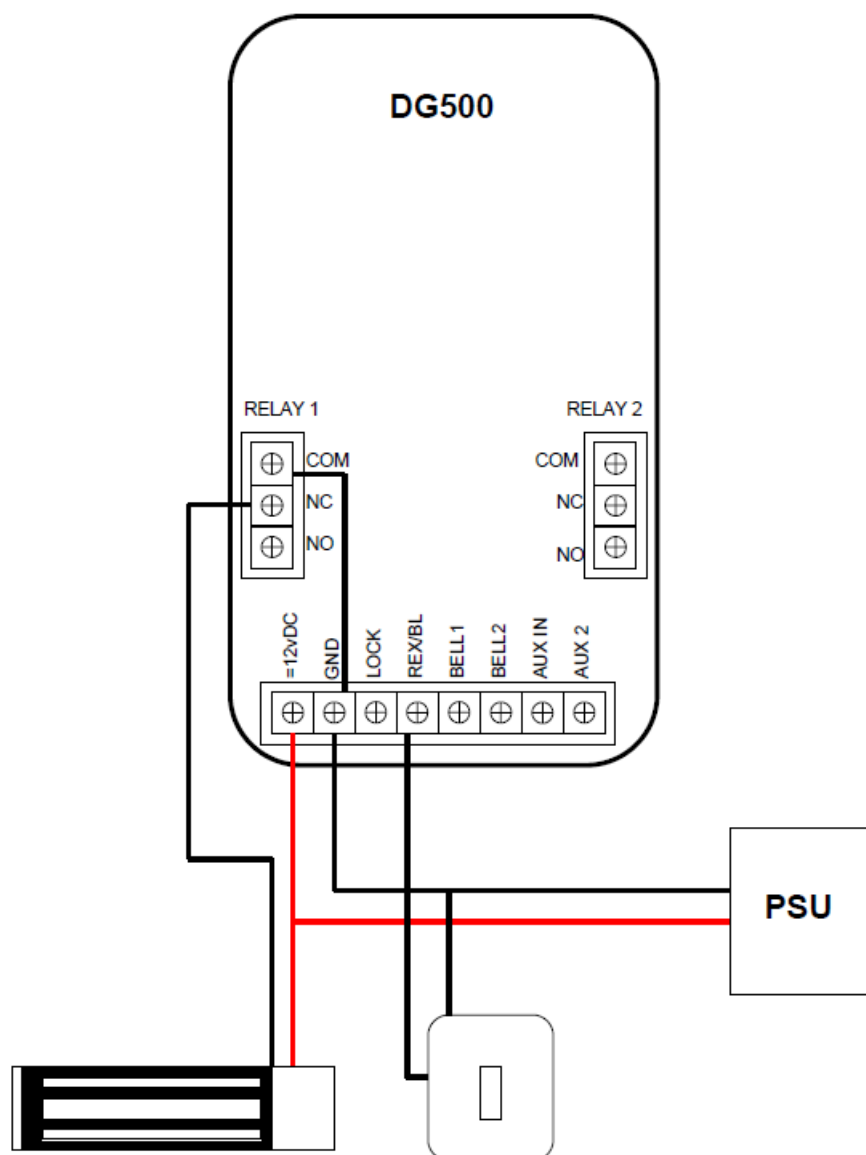 DG500
RELAY 1
RELAY 2
COM
COM
NC
NC
NO
NO
=12vDC
GND
LOCK
REX/BL
BELL1
BELL2
AUX IN
AUX 2
PSU